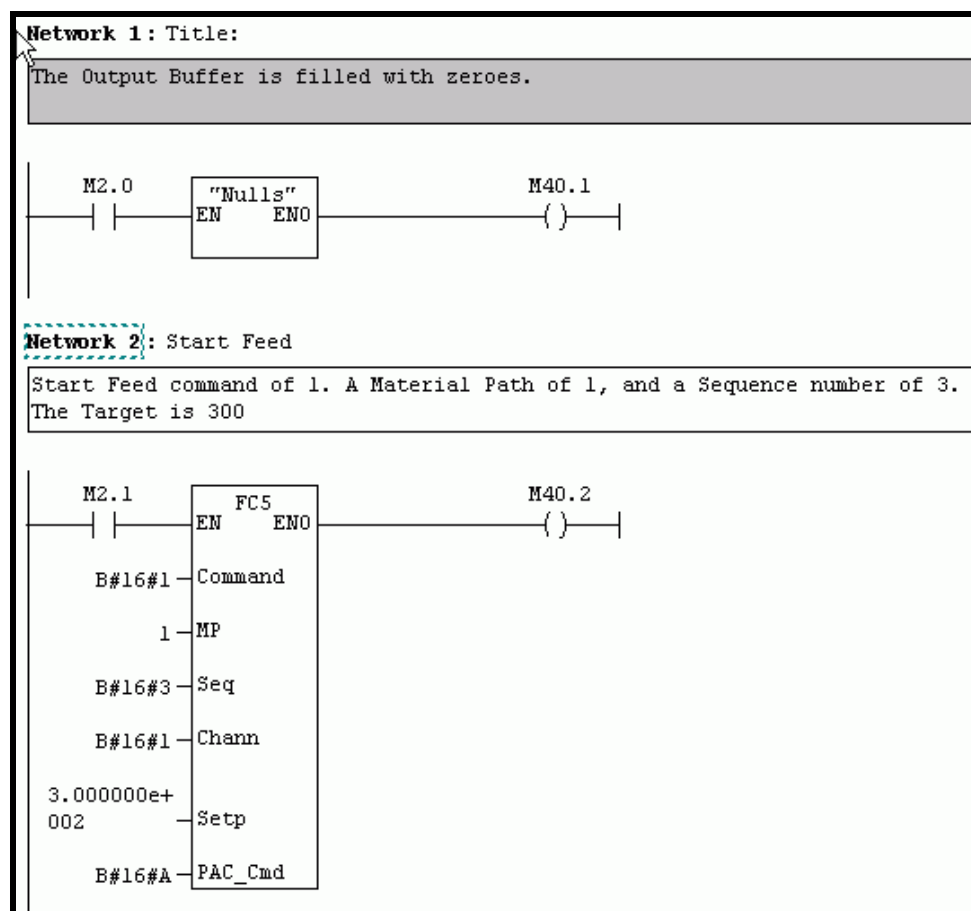 Network 1: Title:
The Output Buffer is filled with zeroes.
M2.0
"Nulls"
M40.1
EN ENO
( )
Network 2: Start Feed
Start Feed command of 1. A Material Path of 1, and a Sequence number of 3.
The Target is 300
M2.1
FC5
M40.2
EN ENO
( )
B#16#1 Command
1 MP
B#16#3 Seq
B#16#1 Chann
3.000000e+
002 Setp
B#16#A PAC_Cmd